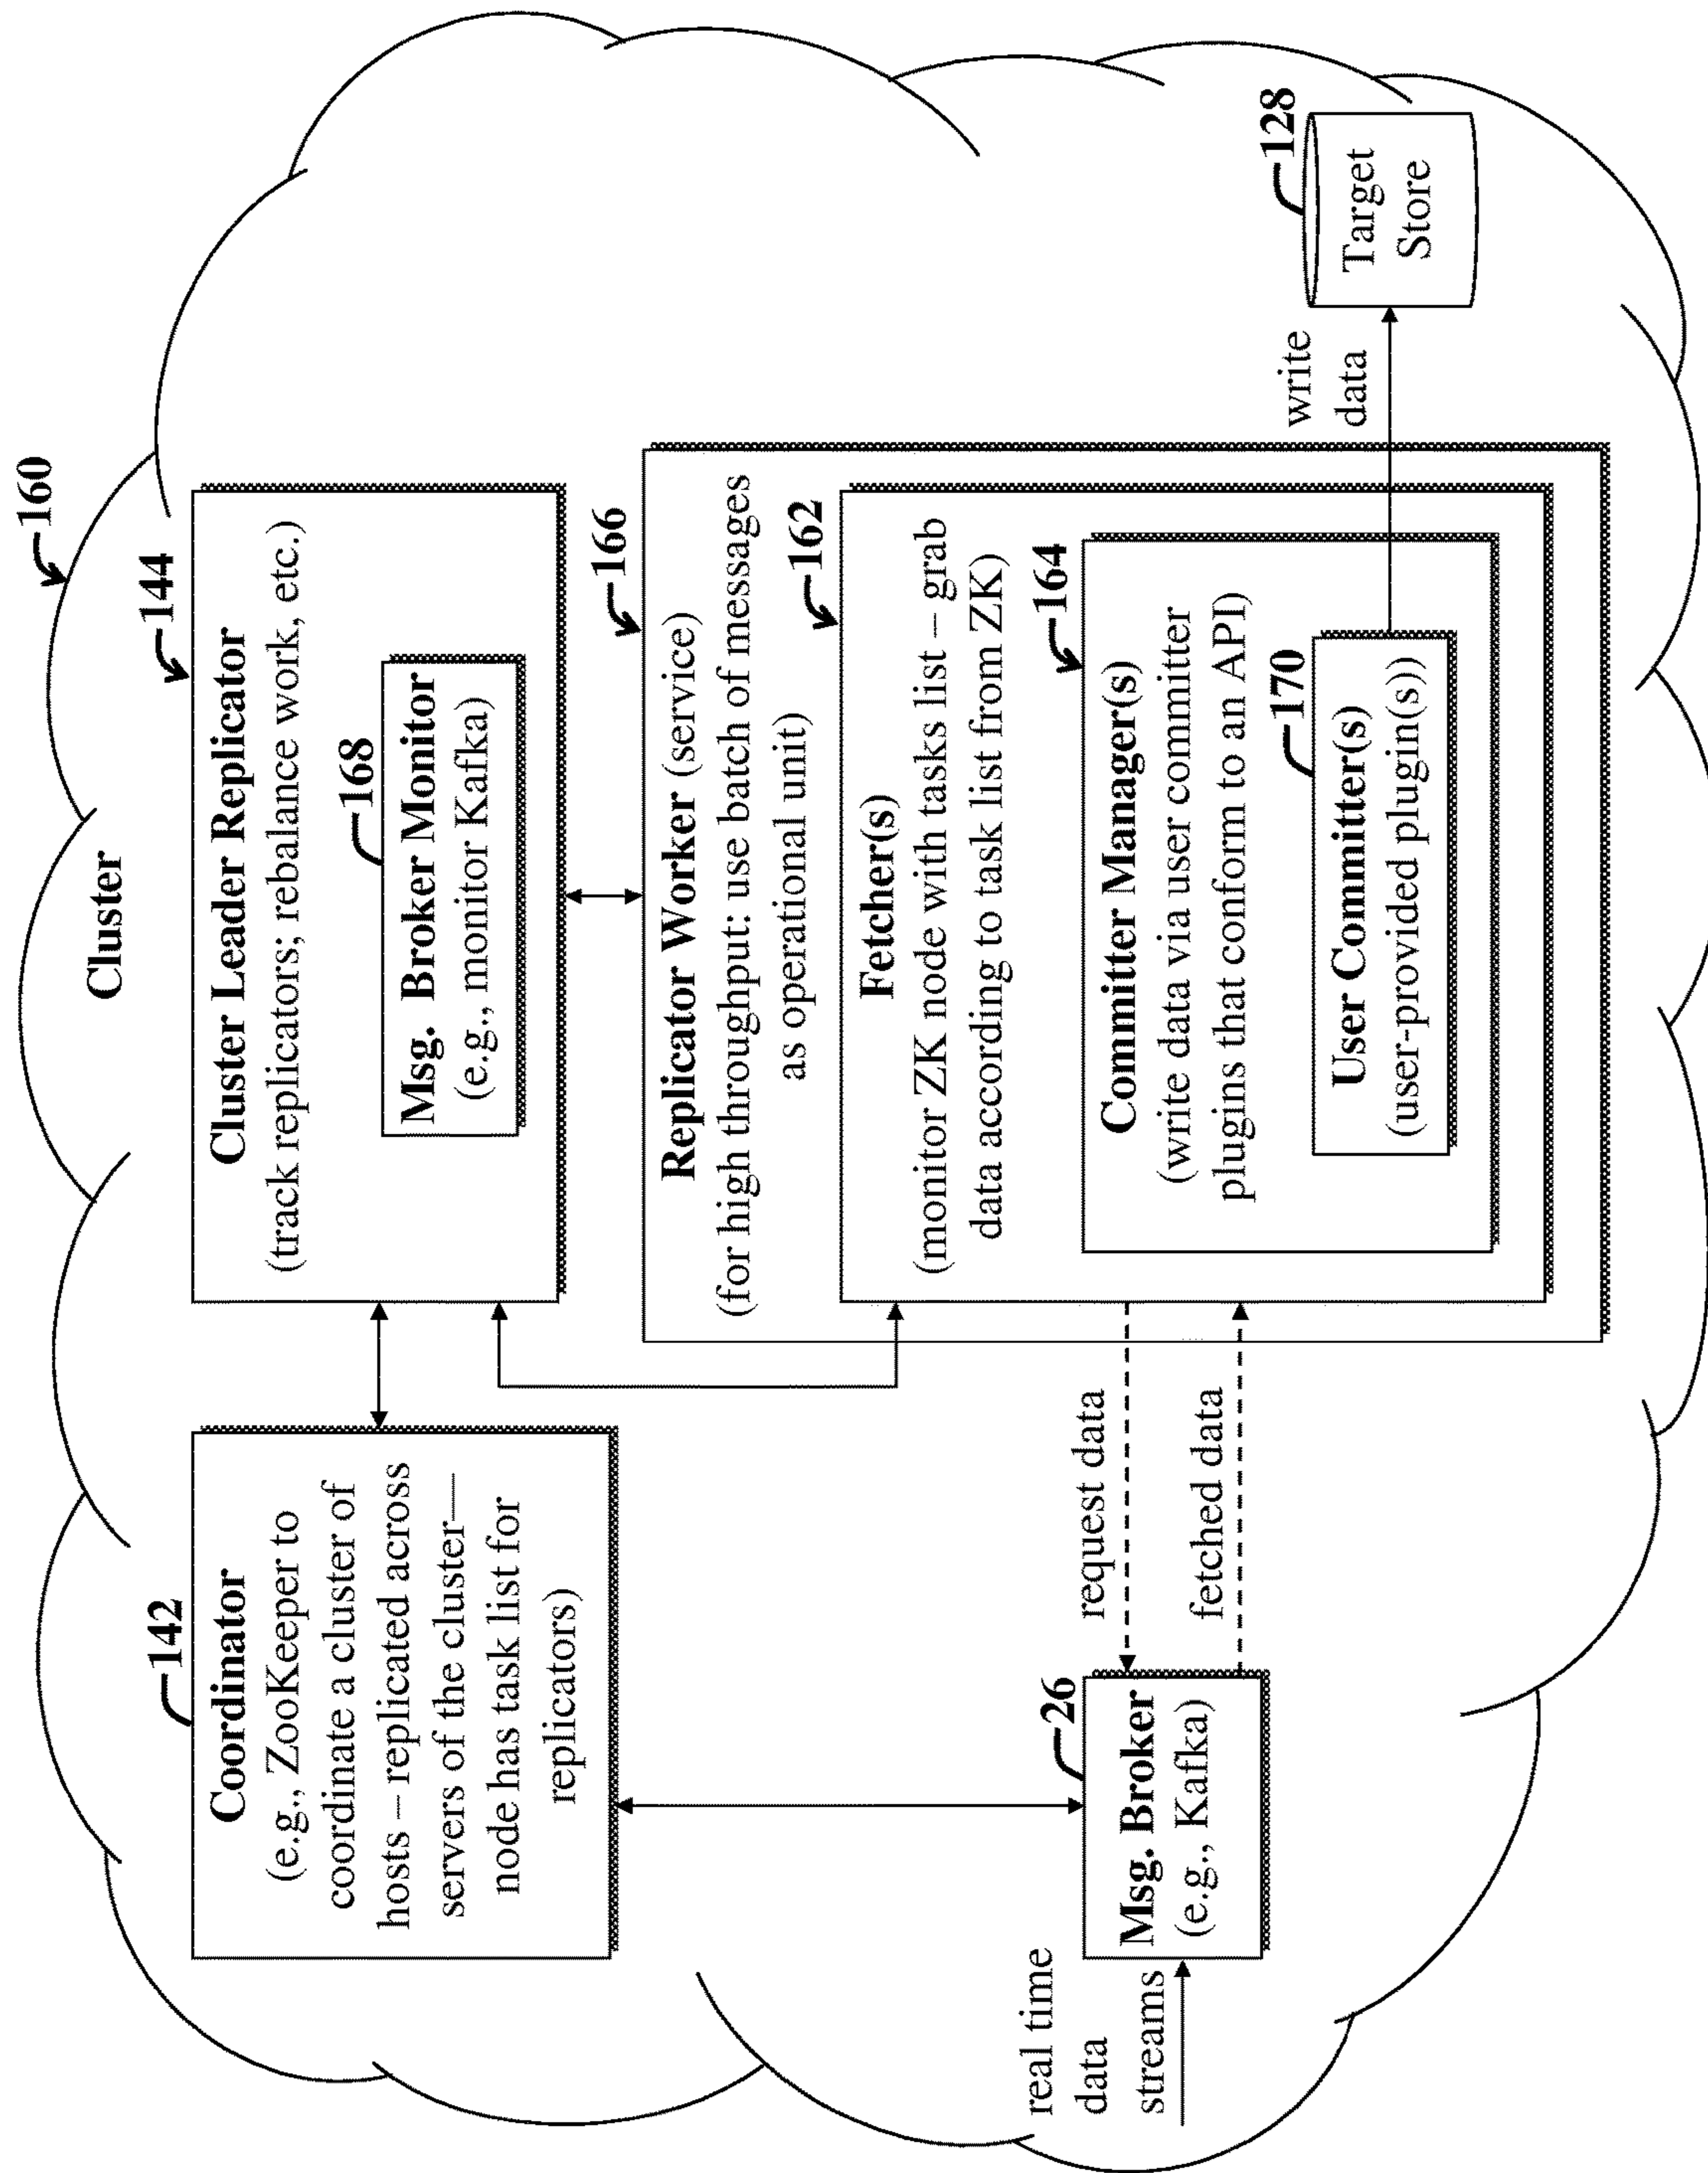 160
Cluster
142
Coordinator
(e.g., ZooKeeper to
coordinate a cluster of
hosts – replicated across
servers of the cluster—
node has task list for
replicators)
144
Cluster Leader Replicator
(track replicators; rebalance work, etc.)
168
Msg. Broker Monitor
(e.g., monitor Kafka)
166
Replicator Worker (service)
(for high throughput: use batch of messages
as operational unit)
162
Fetcher(s)
(monitor ZK node with tasks list – grab
data according to task list from ZK)
164
Committer Manager(s)
(write data via user committer
plugins that conform to an API)
170
User Committer(s)
(user-provided plugin(s))
real time
data
streams
26
Msg. Broker
(e.g., Kafka)
request data
fetched data
write
data
128
Target
Store